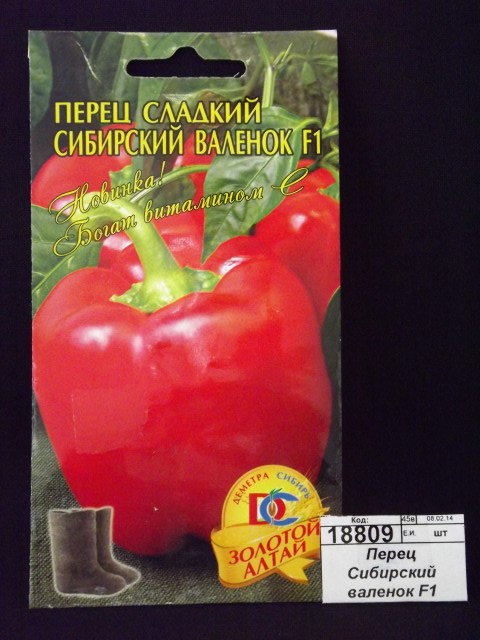 ПЕРЕЦ СЛАДКИЙ
СИБИРСКИЙ ВАЛЕНОК F1
Новинка!
Богат витамином С
ДЕМЕТРА СИБИРЬ
DС
ЗОЛОТОЙ
АЛТАЙ
Код: 45в 08.02.14
18809 Е.И. шт
Перец
Сибирский
валенок F1